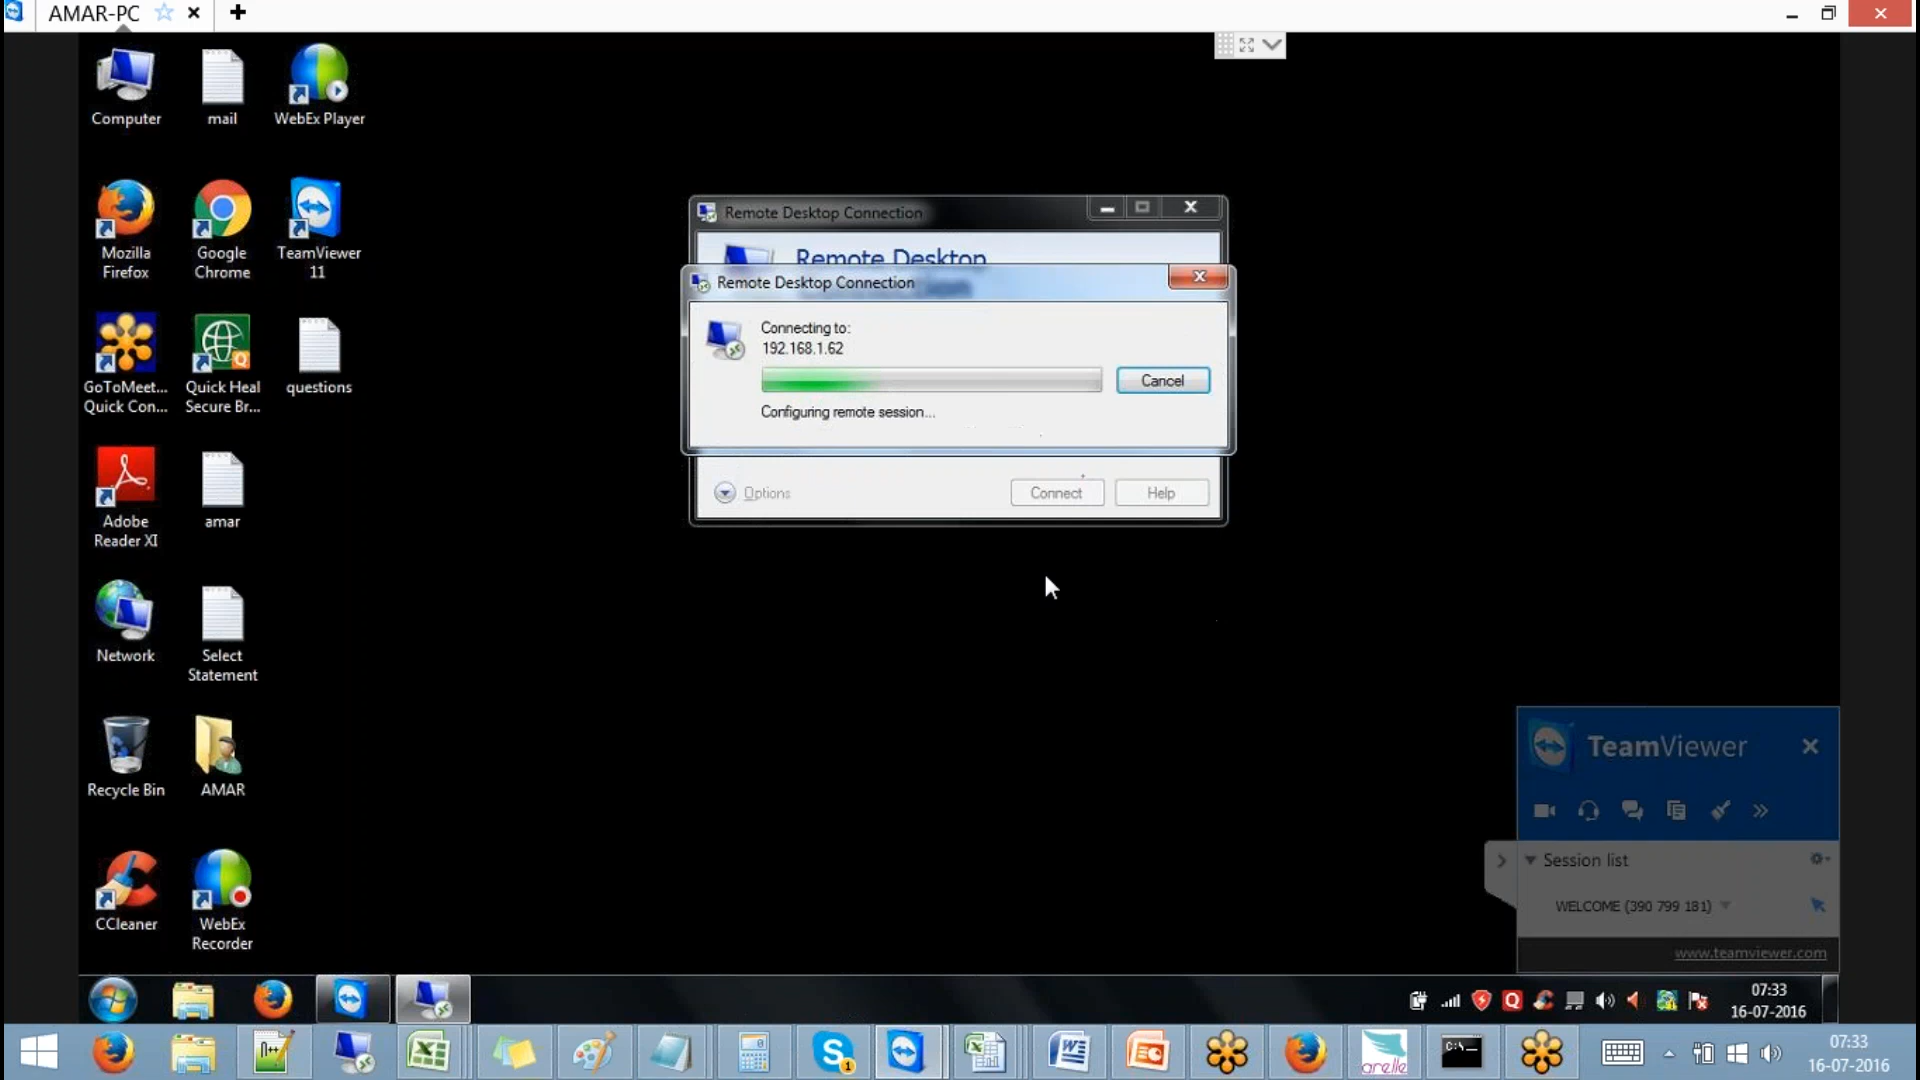 AMAR-PC
Computer
mail
WebEx Player
Mozilla
Firefox
Google
Chrome
TeamViewer
11
GoToMeet...
Quick Con...
Quick Heal
Secure Br...
questions
Adobe
Reader XI
amar
Network
Select
Statement
Recycle Bin
AMAR
CCleaner
WebEx
Recorder
Remote Desktop Connection
Remote Desktop
Remote Desktop Connection
Connecting to:
192.168.1.62
Cancel
Configuring remote session...
Options
Connect
Help
TeamViewer
Session list
WELCOME (390 799 181)
www.teamviewer.com
07:33
16-07-2016
07:33
16-07-2016
arelle